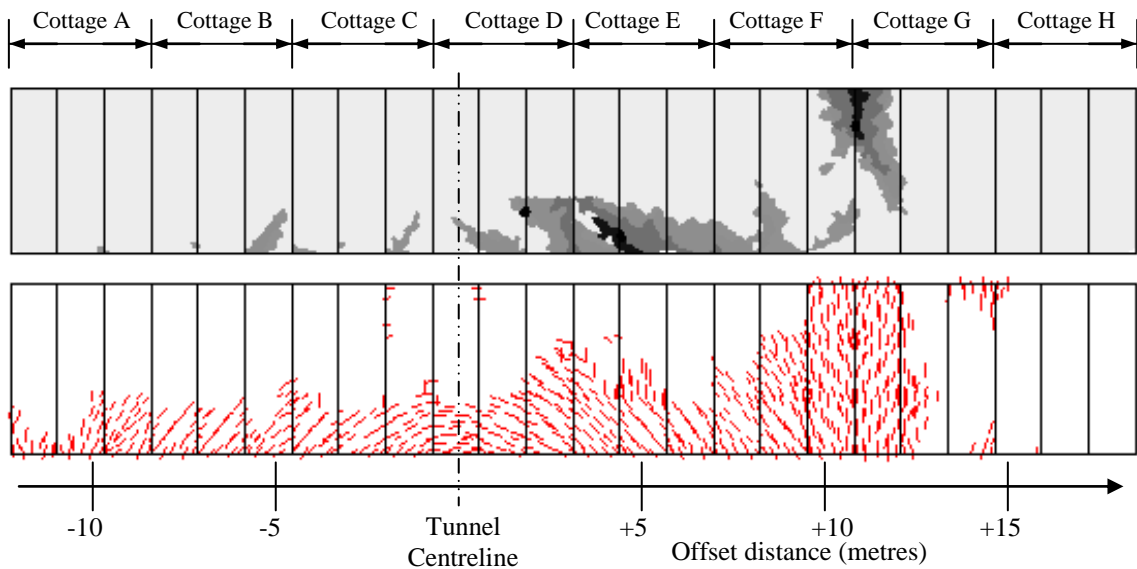 Cottage A Cottage B Cottage C Cottage D Cottage E Cottage F Cottage G Cottage H
-10 -5 Tunnel +5 +10 +15
Centreline Offset distance (metres)